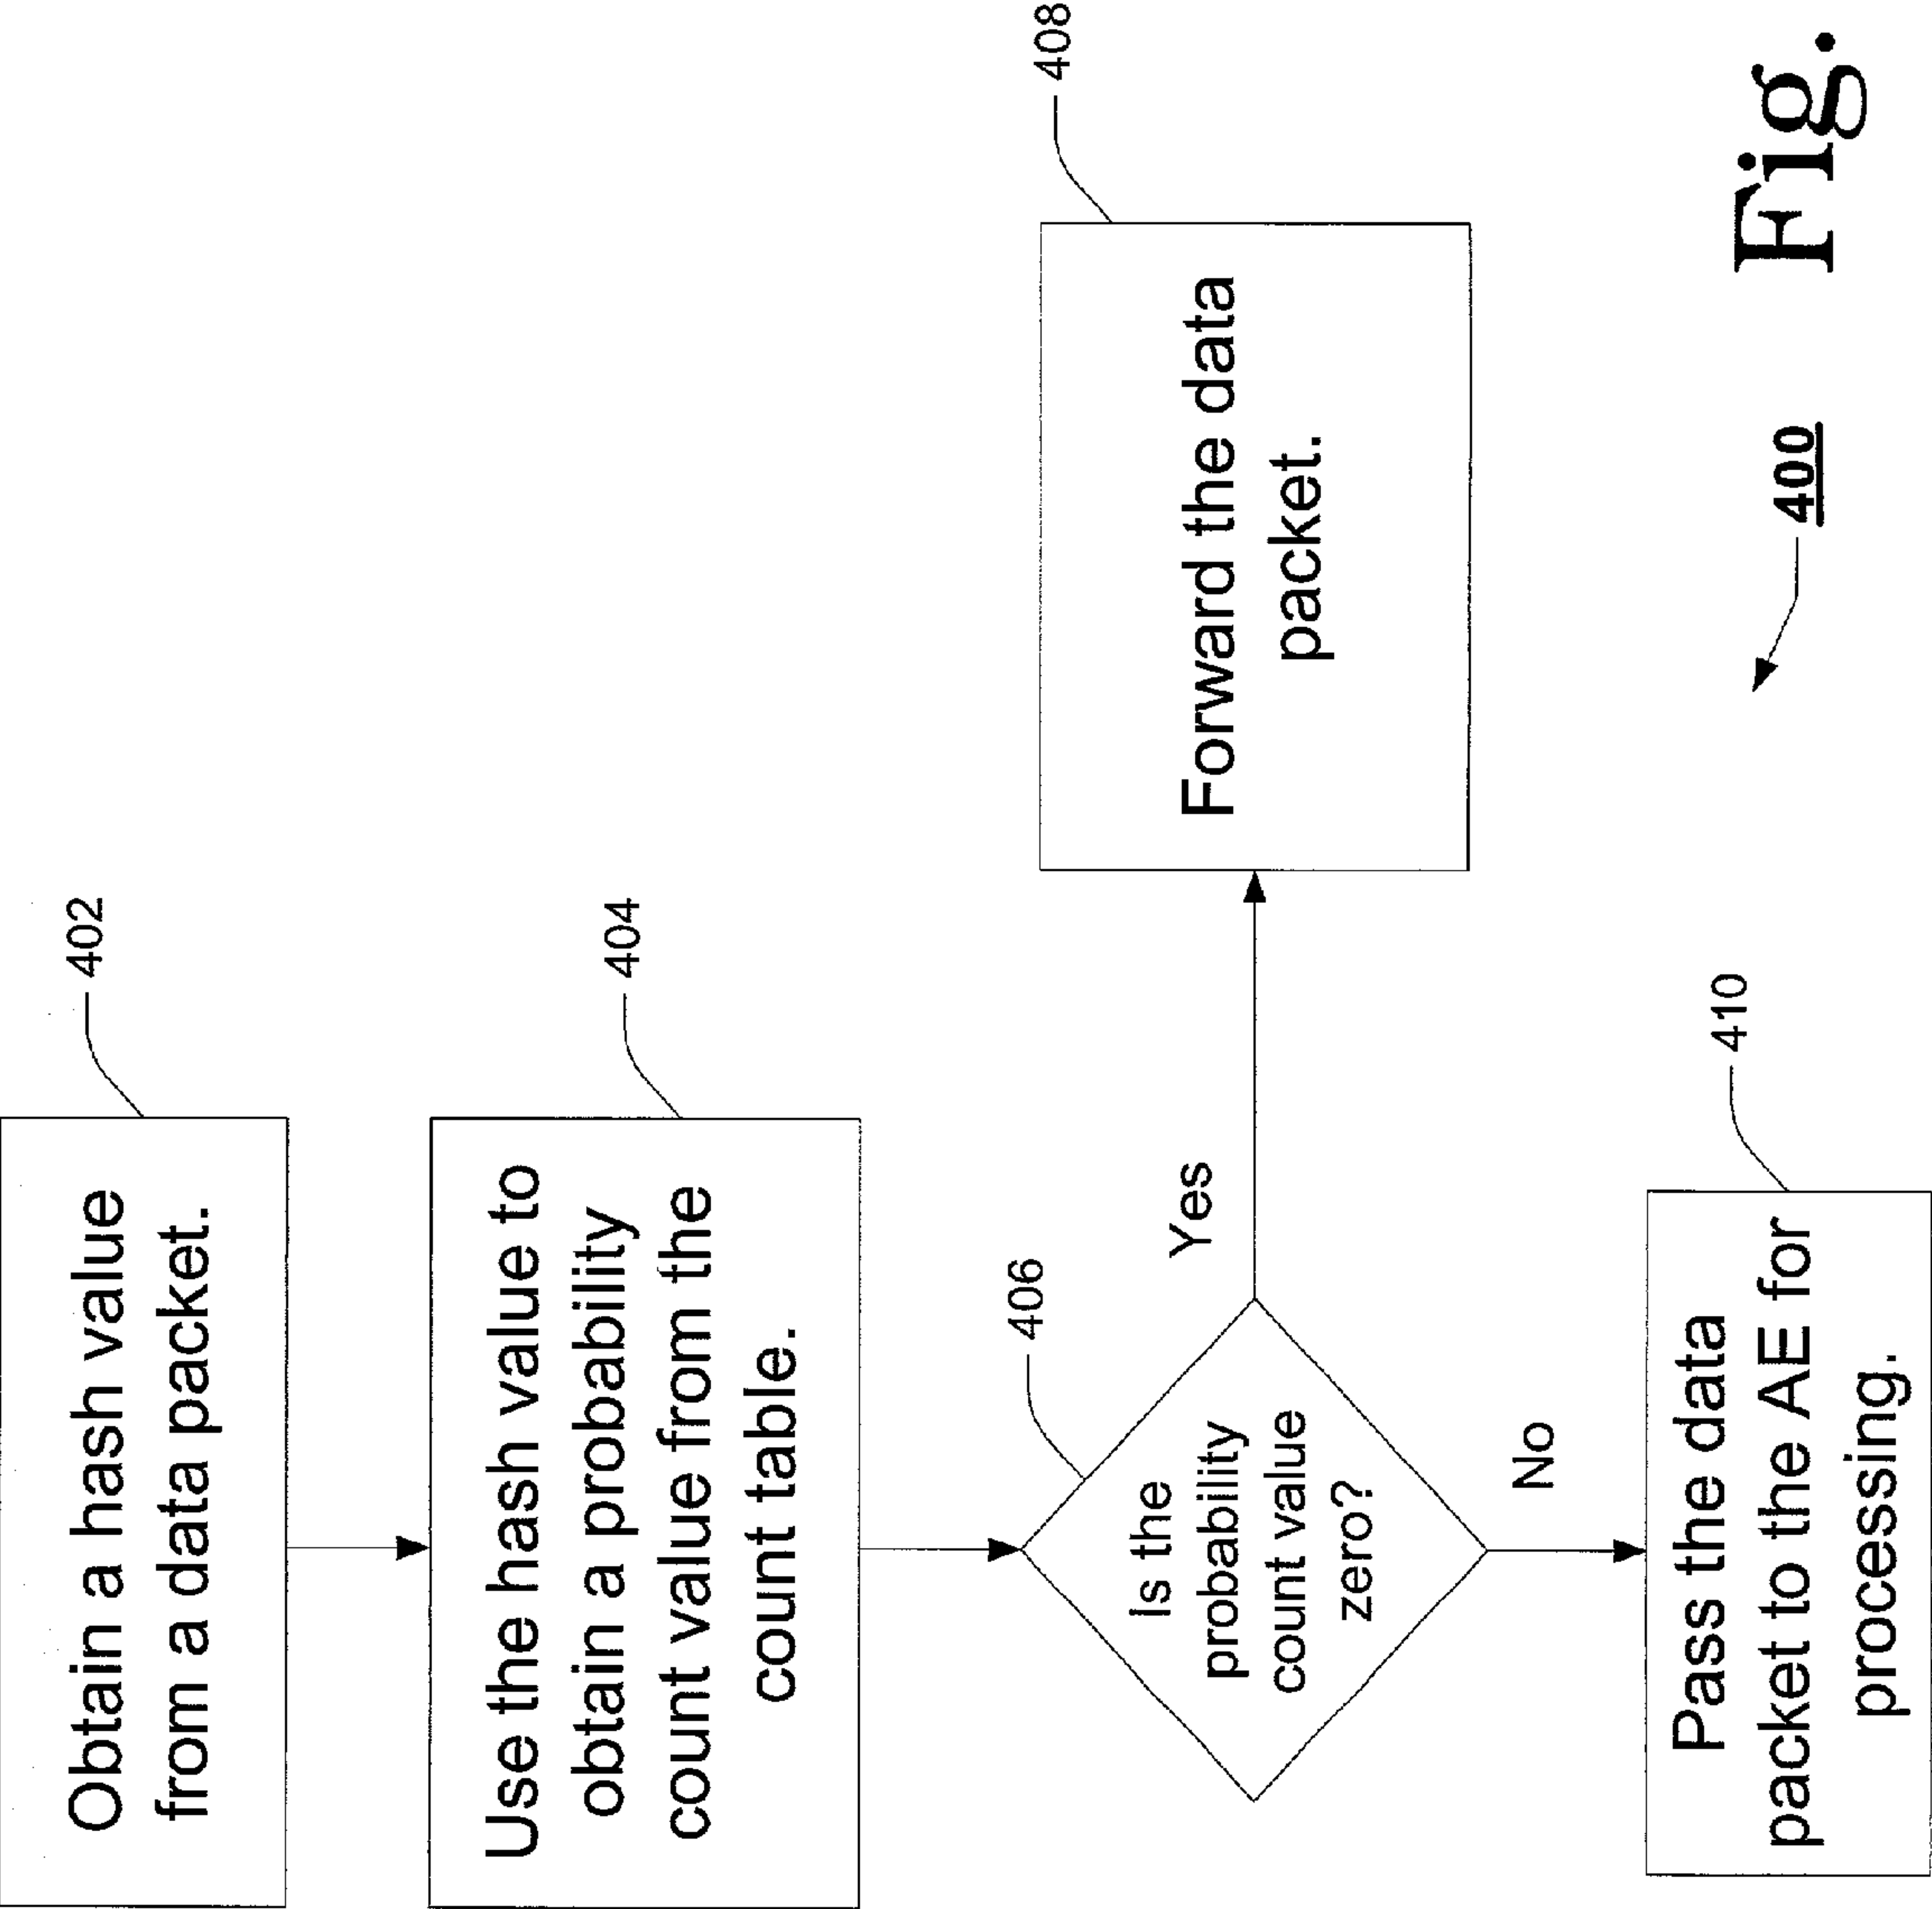 402
Obtain a hash value
from a data packet.
404
Use the hash value to
obtain a probability
count value from the
count table.
406
Is the
probability
count value
zero?
Yes
408
Forward the data
packet.
No
410
Pass the data
packet to the AE for
processing.
400
Fig.